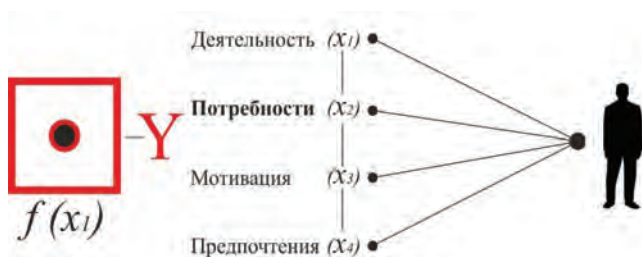 Деятельность (x1)
Потребности (x2)
–Y
Мотивация (x3)
f(x1)
Предпочтения (x4)